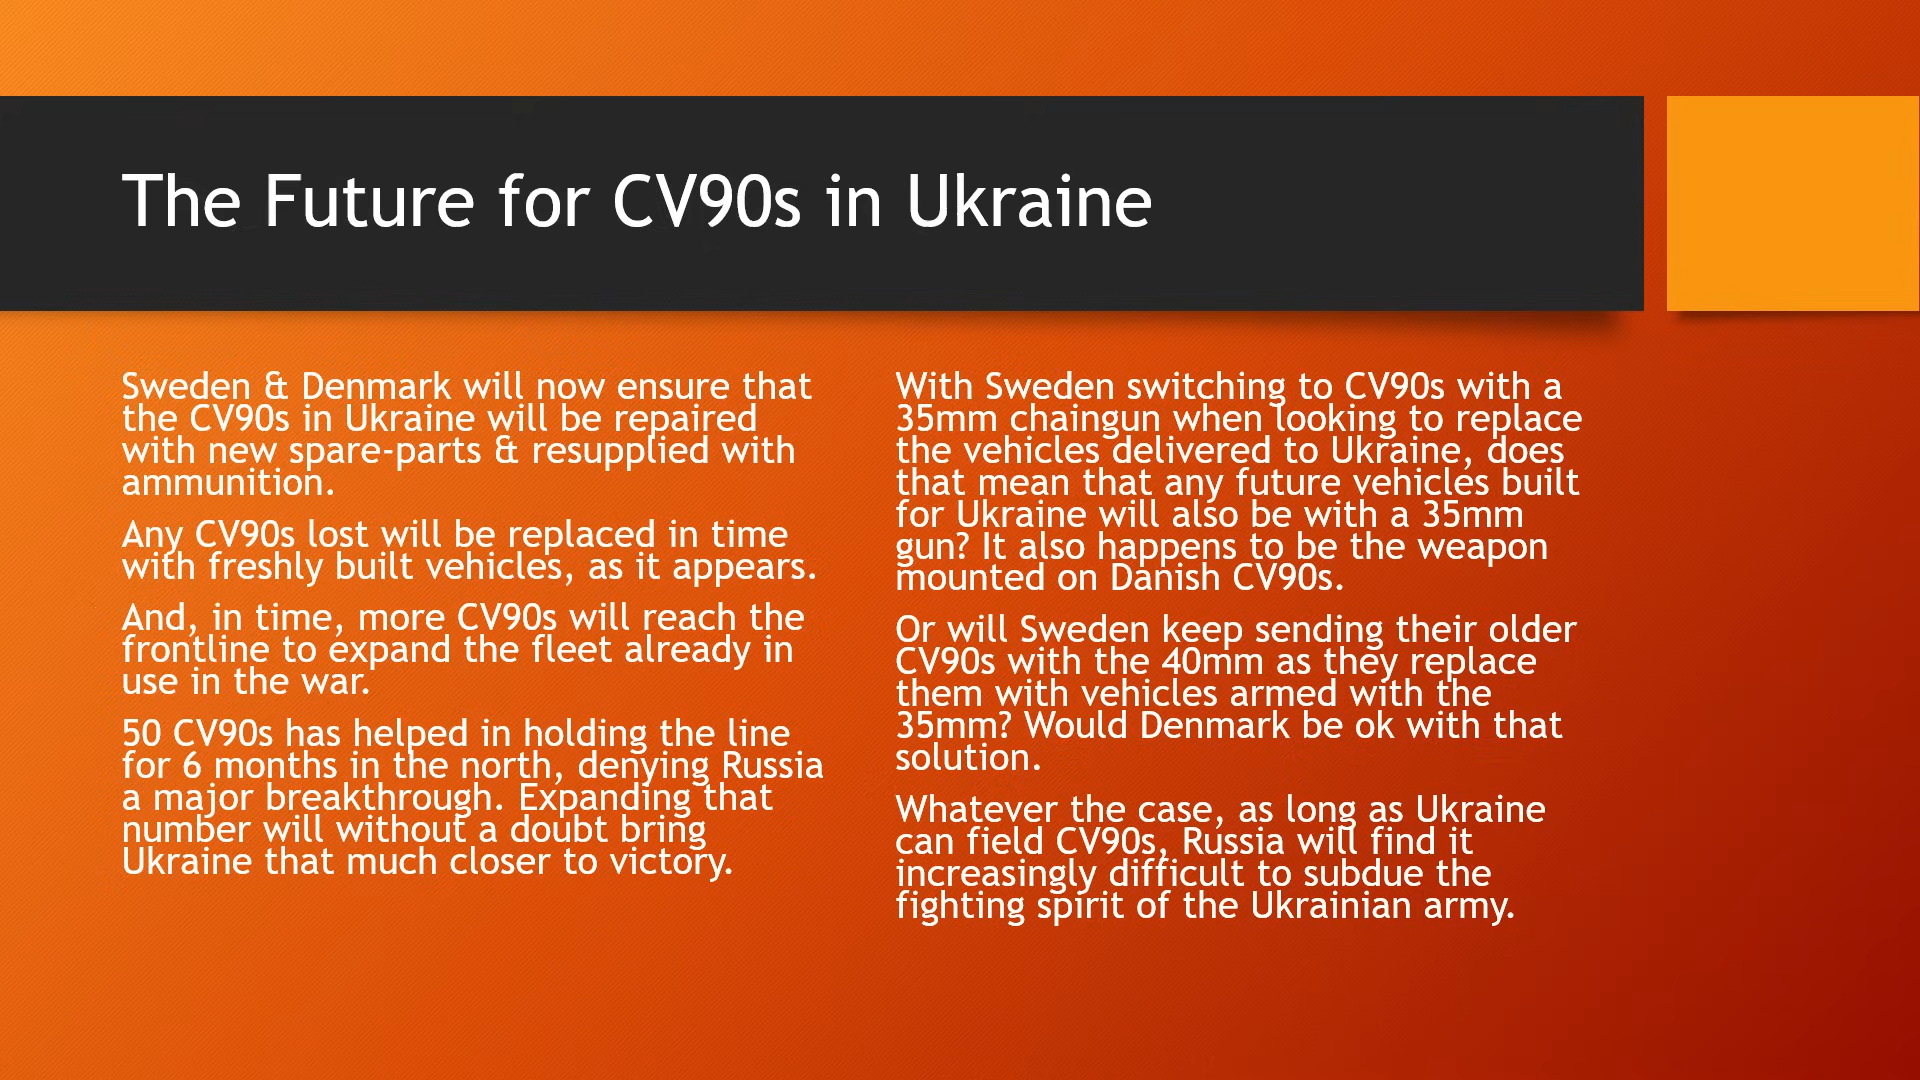 The Future for CV90s in Ukraine
Sweden & Denmark will now ensure that
the CV90s in Ukraine will be repaired
with new spare-parts & resupplied with
ammunition.
Any CV90s lost will be replaced in time
with freshly built vehicles, as it appears.
And, in time, more CV90s will reach the
frontline to expand the fleet already in
use in the war.
50 CV90s has helped in holding the line
for 6 months in the north, denying Russia
a major breakthrough. Expanding that
number will without a doubt bring
Ukraine that much closer to victory.
With Sweden switching to CV90s with a
35mm chaingun when looking to replace
the vehicles delivered to Ukraine, does
that mean that any future vehicles built
for Ukraine will also be with a 35mm
gun? It also happens to be the weapon
mounted on Danish CV90s.
Or will Sweden keep sending their older
CV90s with the 40mm as they replace
them with vehicles armed with the
35mm? Would Denmark be ok with that
solution.
Whatever the case, as long as Ukraine
can field CV90s, Russia will find it
increasingly difficult to subdue the
fighting spirit of the Ukrainian army.